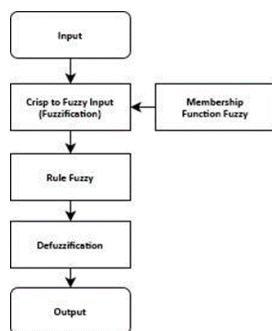 Input
Crisp to Fuzzy Input
(Fuzzification)
Membership
Function Fuzzy
Rule Fuzzy
Defuzzification
Output